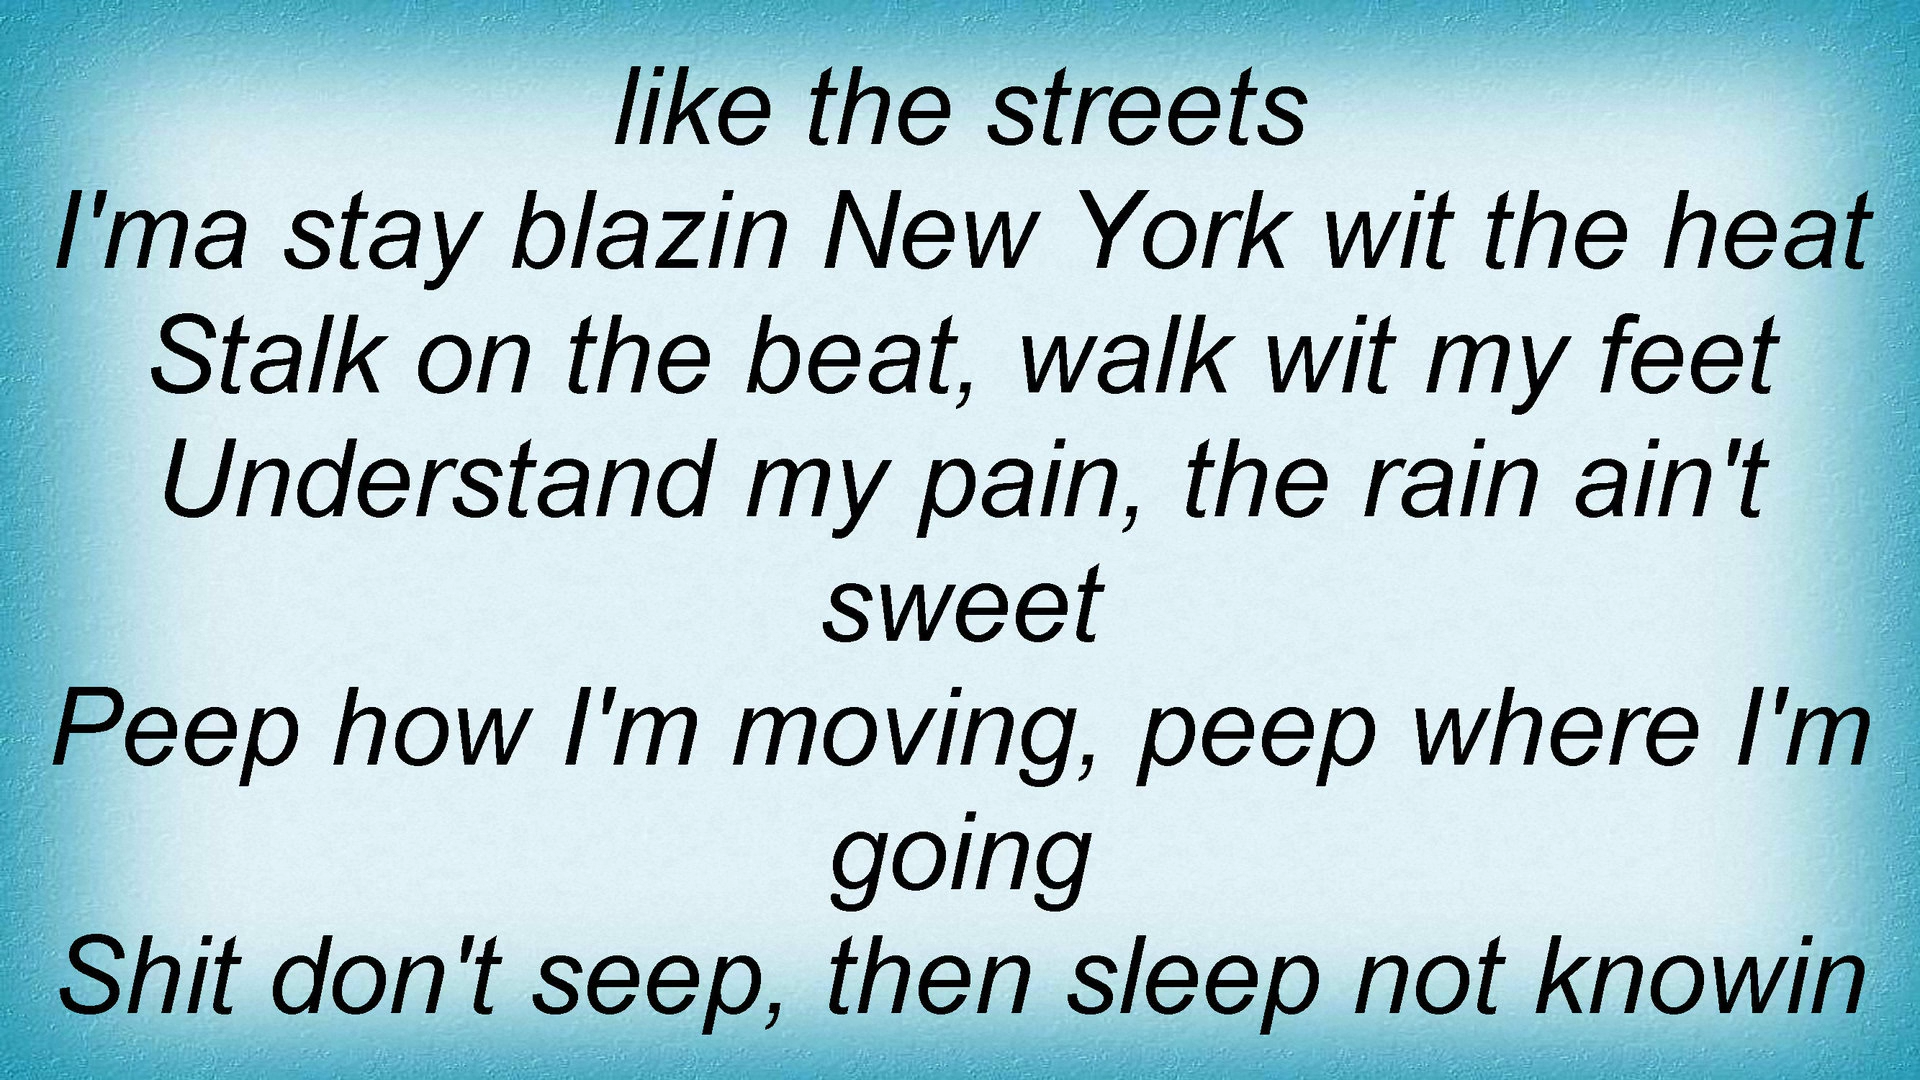 like the streets
I'ma stay blazin New York wit the heat
Stalk on the beat, walk wit my feet
Understand my pain, the rain ain't
sweet
Peep how I'm moving, peep where I'm
going
Shit don't seep, then sleep not knowin